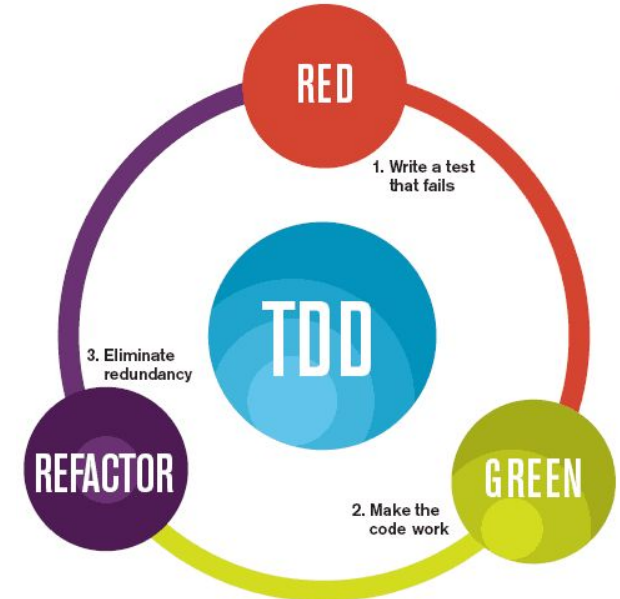 RED
1. Write a test
that fails
TDD
3. Eliminate
redundancy
REFACTOR
GREEN
2. Make the
code work